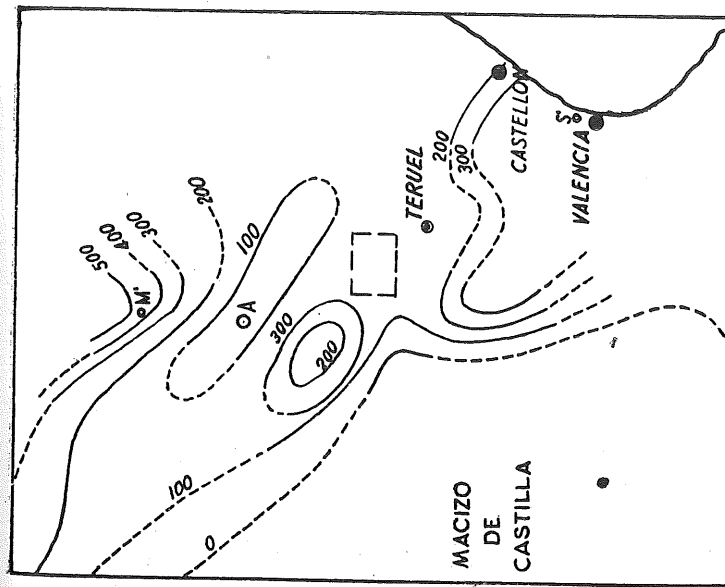 500
400
300
200
M'
100
A
300
200
TERUEL
200
300
CASTELLON
VALENCIA
S'
100
0
MACIZO
DE
CASTILLA